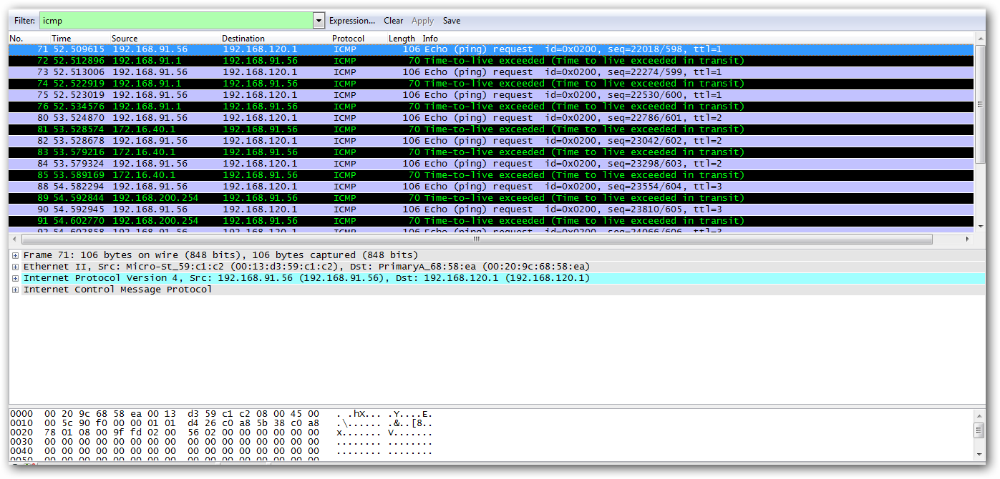 Filter: icmp Expression... Clear Apply Save
No. Time Source Destination Protocol Length Info
71 52.509615 192.168.91.56 192.168.120.1 ICMP 106 Echo (ping) request id=0x0200, seq=22018/598, ttl=1
72 52.512896 192.168.91.1 192.168.91.56 ICMP 70 Time-to-live exceeded (Time to live exceeded in transit)
73 52.513006 192.168.91.56 192.168.120.1 ICMP 106 Echo (ping) request id=0x0200, seq=22274/599, ttl=1
74 52.522919 192.168.91.1 192.168.91.56 ICMP 70 Time-to-live exceeded (Time to live exceeded in transit)
75 52.523019 192.168.91.56 192.168.120.1 ICMP 106 Echo (ping) request id=0x0200, seq=22530/600, ttl=1
76 52.534576 192.168.91.1 192.168.91.56 ICMP 70 Time-to-live exceeded (Time to live exceeded in transit)
80 53.524870 192.168.91.56 192.168.120.1 ICMP 106 Echo (ping) request id=0x0200, seq=22786/601, ttl=2
81 53.528574 172.16.40.1 192.168.91.56 ICMP 70 Time-to-live exceeded (Time to live exceeded in transit)
82 53.528678 192.168.91.56 192.168.120.1 ICMP 106 Echo (ping) request id=0x0200, seq=23042/602, ttl=2
83 53.579216 172.16.40.1 192.168.91.56 ICMP 70 Time-to-live exceeded (Time to live exceeded in transit)
84 53.579324 192.168.91.56 192.168.120.1 ICMP 106 Echo (ping) request id=0x0200, seq=23298/603, ttl=2
85 53.589169 172.16.40.1 192.168.91.56 ICMP 70 Time-to-live exceeded (Time to live exceeded in transit)
88 54.582294 192.168.91.56 192.168.120.1 ICMP 106 Echo (ping) request id=0x0200, seq=23554/604, ttl=3
89 54.592844 192.168.200.254 192.168.91.56 ICMP 70 Time-to-live exceeded (Time to live exceeded in transit)
90 54.592945 192.168.91.56 192.168.120.1 ICMP 106 Echo (ping) request id=0x0200, seq=23810/605, ttl=3
91 54.602770 192.168.200.254 192.168.91.56 ICMP 70 Time-to-live exceeded (Time to live exceeded in transit)
92 54.602858 192.168.91.56 192.168.120.1 ICMP 106 Echo (ping) request id=0x0200, seq=24066/606, ttl=3
Frame 71: 106 bytes on wire (848 bits), 106 bytes captured (848 bits)
Ethernet II, Src: Micro-St_59:c1:c2 (00:13:d3:59:c1:c2), Dst: PrimaryA_68:58:ea (00:20:9c:68:58:ea)
Internet Protocol Version 4, Src: 192.168.91.56 (192.168.91.56), Dst: 192.168.120.1 (192.168.120.1)
Internet Control Message Protocol
0000 00 20 9c 68 58 ea 00 13 d3 59 c1 c2 08 00 45 00 . .hX... .Y....E.
0010 00 5c 90 f0 00 00 01 01 d4 26 c0 a8 5b 38 c0 a8 .\...... .&..[8..
0020 78 01 08 00 9f fd 02 00 56 02 00 00 00 00 00 00 x....... V.......
0030 00 00 00 00 00 00 00 00 00 00 00 00 00 00 00 00 ........ ........
0040 00 00 00 00 00 00 00 00 00 00 00 00 00 00 00 00 ........ ........
0050 00 00 00 00 00 00 00 00 00 00 00 00 00 00 00 00 ........ ........